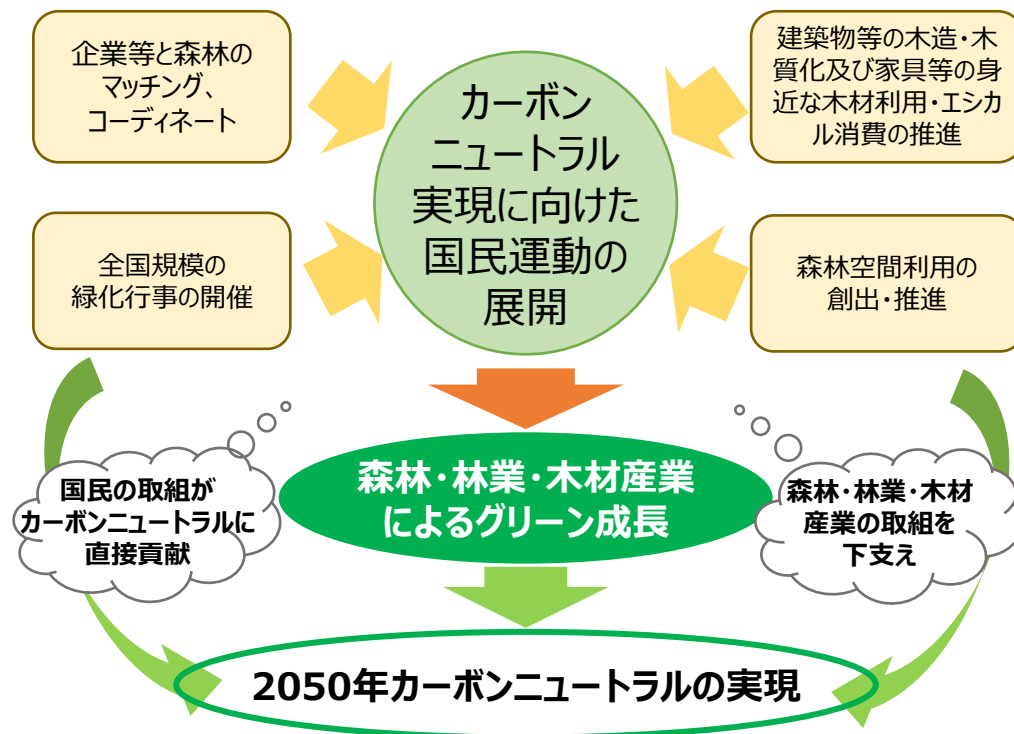 企業等と森林の
マッチング、
コーディネート
建築物等の木造・木
質化及び家具等の身
近な木材利用・エシカ
ル消費の推進
カーボン
ニュートラル
実現に向けた
国民運動の
展開
全国規模の
緑化行事の開催
森林空間利用の
創出・推進
森林・林業・木材産業
によるグリーン成長
国民の取組が
カーボンニュートラルに
直接貢献
森林・林業・木材
産業の取組を
下支え
2050年カーボンニュートラルの実現